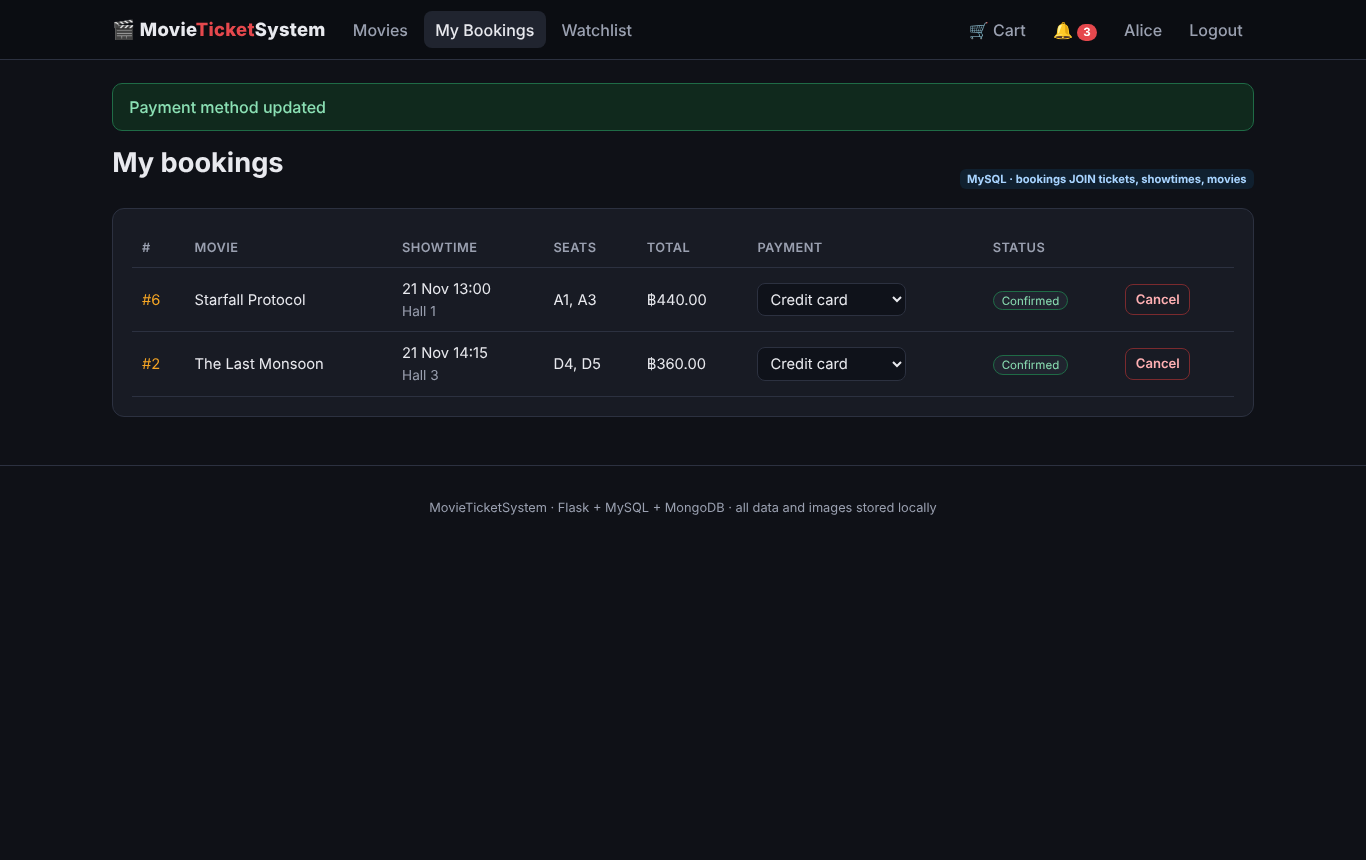 🎬 MovieTicketSystem Movies My Bookings Watchlist 🛒 Cart 🔔 3 Alice Logout
Payment method updated
My bookings
MySQL · bookings JOIN tickets, showtimes, movies
# MOVIE SHOWTIME SEATS TOTAL PAYMENT STATUS
#6 Starfall Protocol 21 Nov 13:00 A1, A3 ฿440.00 Credit card Confirmed Cancel
Hall 1
#2 The Last Monsoon 21 Nov 14:15 D4, D5 ฿360.00 Credit card Confirmed Cancel
Hall 3
MovieTicketSystem · Flask + MySQL + MongoDB · all data and images stored locally